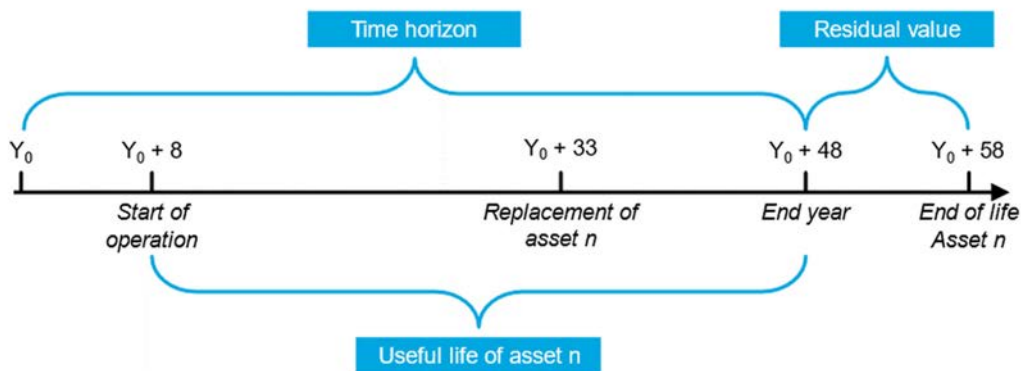 Time horizon
Residual value
Y₀
Y₀ + 8
Y₀ + 33
Y₀ + 48
Y₀ + 58
Start of
operation
Replacement of
asset n
End year
End of life
Asset n
Useful life of asset n